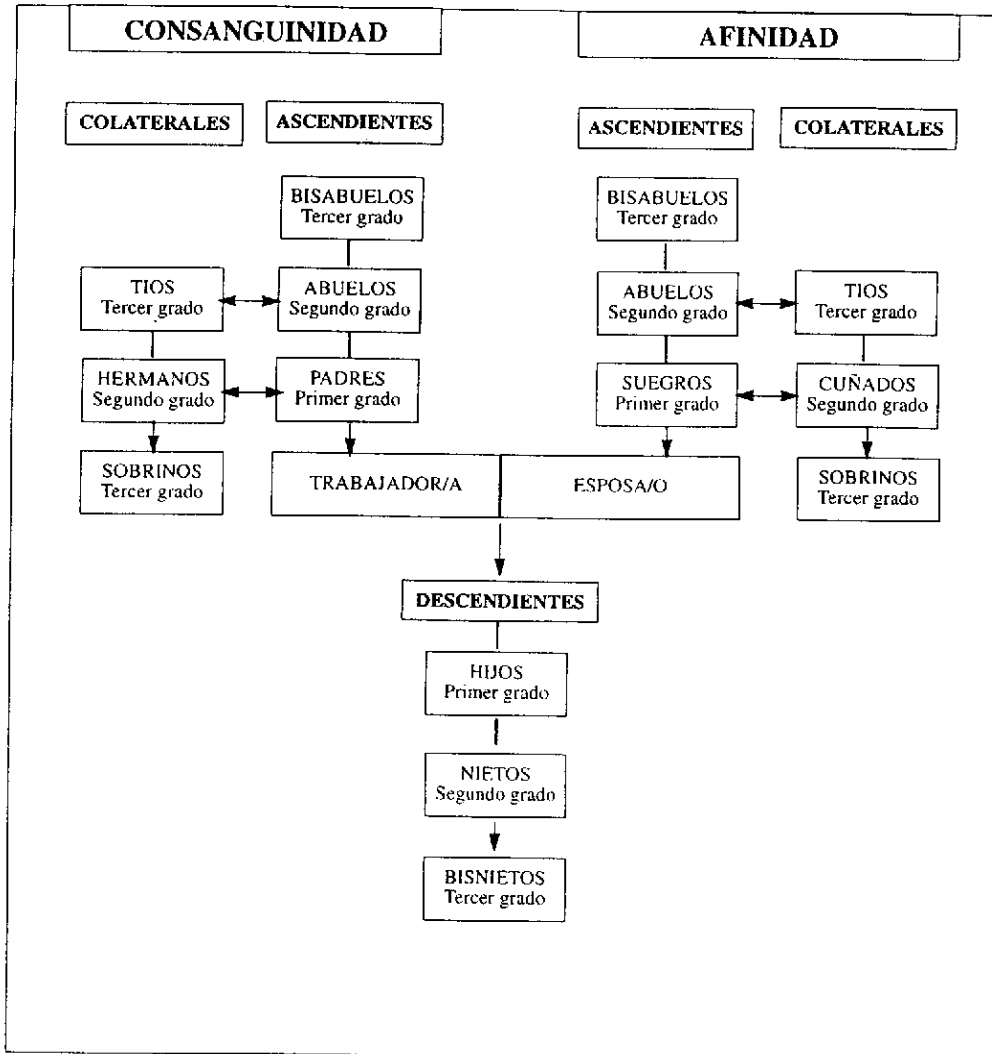 CONSANGUINIDAD
AFINIDAD
COLATERALES
ASCENDIENTES
ASCENDIENTES
COLATERALES
BISABUELOS
Tercer grado
BISABUELOS
Tercer grado
TIOS
Tercer grado
ABUELOS
Segundo grado
ABUELOS
Segundo grado
TIOS
Tercer grado
HERMANOS
Segundo grado
PADRES
Primer grado
SUEGROS
Primer grado
CUÑADOS
Segundo grado
SOBRINOS
Tercer grado
TRABAJADOR/A
ESPOSA/O
SOBRINOS
Tercer grado
DESCENDIENTES
HIJOS
Primer grado
NIETOS
Segundo grado
BISNIETOS
Tercer grado